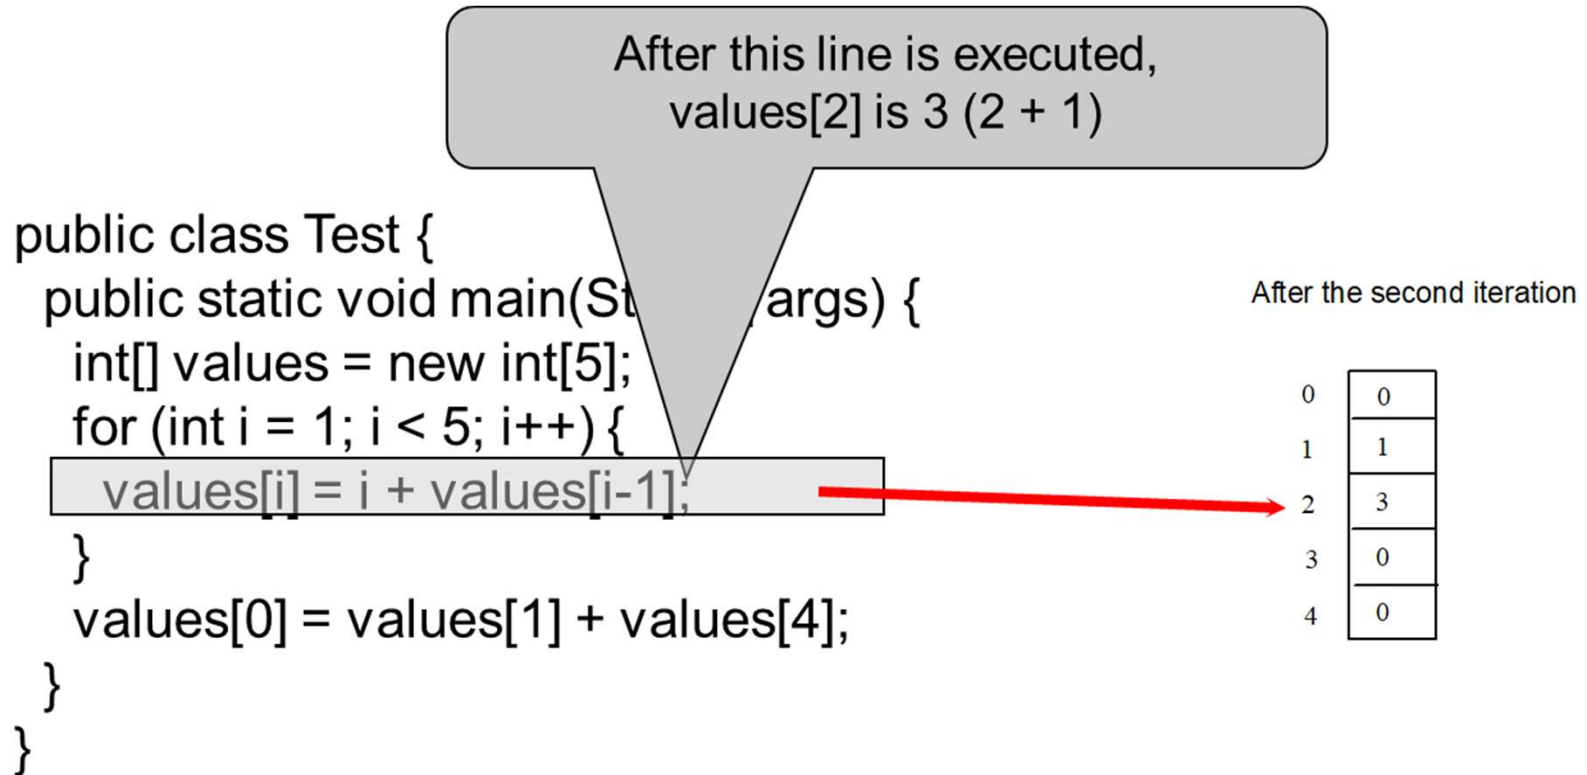 After this line is executed,
values[2] is 3 (2 + 1)
public class Test {
public static void main(St args) {
int[] values = new int[5];
for (int i = 1; i < 5; i++) {
values[i] = i + values[i-1];
}
values[0] = values[1] + values[4];
}
}
After the second iteration
0 0
1 1
2 3
3 0
4 0